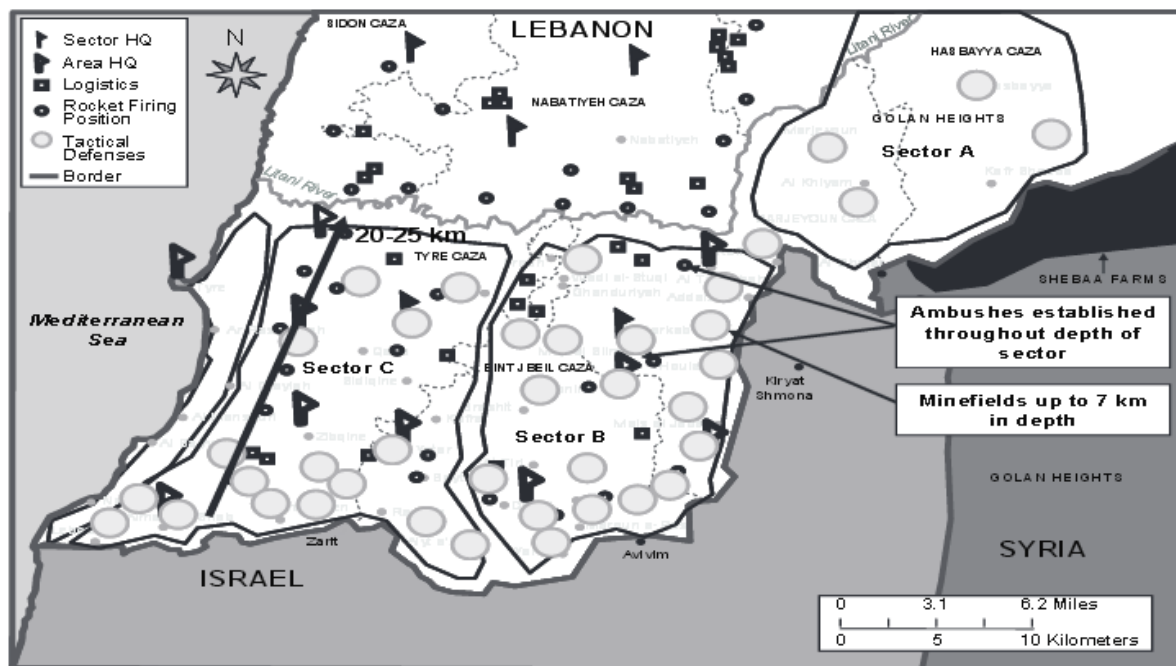 Sector HQ
Area HQ
Logistics
Rocket Firing
Position
Tactical
Defenses
Border
N
SIDON CAZA
LEBANON
Litani River
HASBAYYA CAZA
NABATIYEH CAZA
GOLAN HEIGHTS
Nabatiyeh
Marjeyoun
Sector A
Al Khiyam
Litani River
20-25 km
TYRE CAZA
SHEBAA FARMS
Tyre
Mediterranean
Sea
Ambushes established
throughout depth of
sector
Sector C
BINT JBEIL CAZA
Kiryat
Shmona
Minefields up to 7 km
in depth
Sector B
Zibqine
GOLAN HEIGHTS
Zarit
Avivim
ISRAEL
SYRIA
0 3.1 6.2 Miles
0 5 10 Kilometers